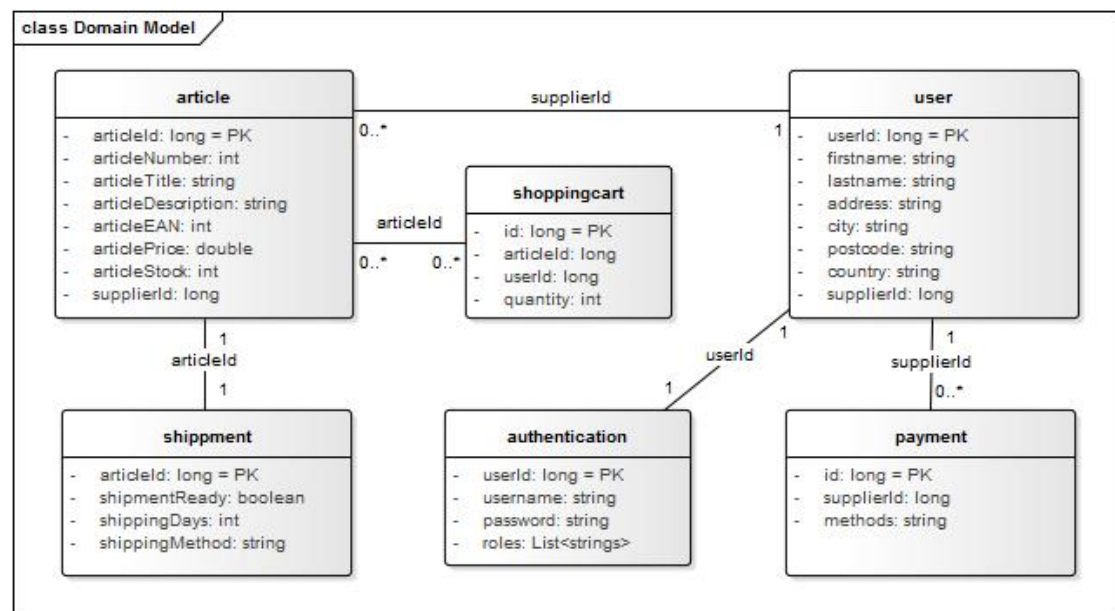 class Domain Model
article
- articleId: long = PK
- articleNumber: int
- articleTitle: string
- articleDescription: string
- articleEAN: int
- articlePrice: double
- articleStock: int
- supplierId: long
supplierId
0..*
1
user
- userId: long = PK
- firstname: string
- lastname: string
- address: string
- city: string
- postcode: string
- country: string
- supplierId: long
shoppingcart
- id: long = PK
- articleId: long
- userId: long
- quantity: int
articleId
0..*
0..*
1
articleId
1
1
userId
1
1
supplierId
0..*
shippment
- articleId: long = PK
- shipmentReady: boolean
- shippingDays: int
- shippingMethod: string
authentication
- userId: long = PK
- username: string
- password: string
- roles: List<strings>
payment
- id: long = PK
- supplierId: long
- methods: string